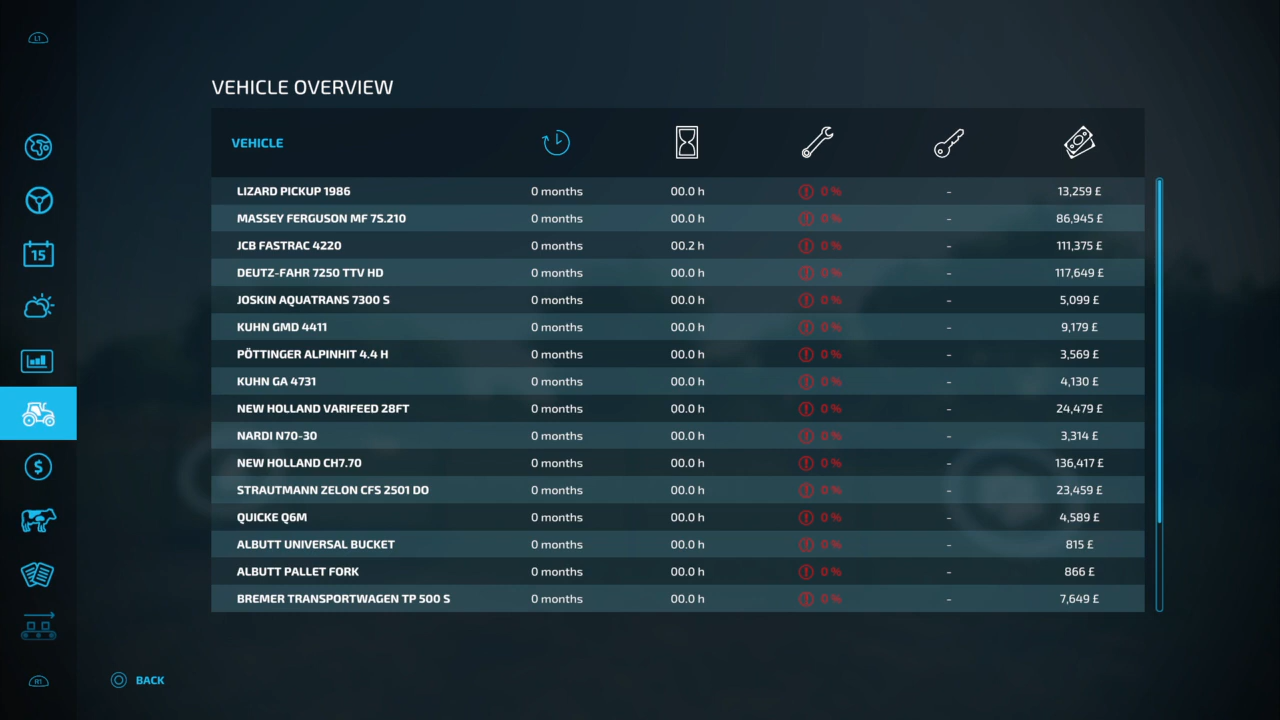 L1
VEHICLE OVERVIEW
VEHICLE
LIZARD PICKUP 1986 0 months 00.0 h 0 % - 13,259 £
MASSEY FERGUSON MF 7S.210 0 months 00.0 h 0 % - 86,945 £
JCB FASTRAC 4220 0 months 00.2 h 0 % - 111,375 £
DEUTZ-FAHR 7250 TTV HD 0 months 00.0 h 0 % - 117,649 £
JOSKIN AQUATRANS 7300 S 0 months 00.0 h 0 % - 5,099 £
KUHN GMD 4411 0 months 00.0 h 0 % - 9,179 £
PÖTTINGER ALPINHIT 4.4 H 0 months 00.0 h 0 % - 3,569 £
KUHN GA 4731 0 months 00.0 h 0 % - 4,130 £
NEW HOLLAND VARIFEED 28FT 0 months 00.0 h 0 % - 24,479 £
NARDI N70-30 0 months 00.0 h 0 % - 3,314 £
NEW HOLLAND CH7.70 0 months 00.0 h 0 % - 136,417 £
STRAUTMANN ZELON CFS 2501 DO 0 months 00.0 h 0 % - 23,459 £
QUICKE Q6M 0 months 00.0 h 0 % - 4,589 £
ALBUTT UNIVERSAL BUCKET 0 months 00.0 h 0 % - 815 £
ALBUTT PALLET FORK 0 months 00.0 h 0 % - 866 £
BREMER TRANSPORTWAGEN TP 500 S 0 months 00.0 h 0 % - 7,649 £
15
$
R1
BACK